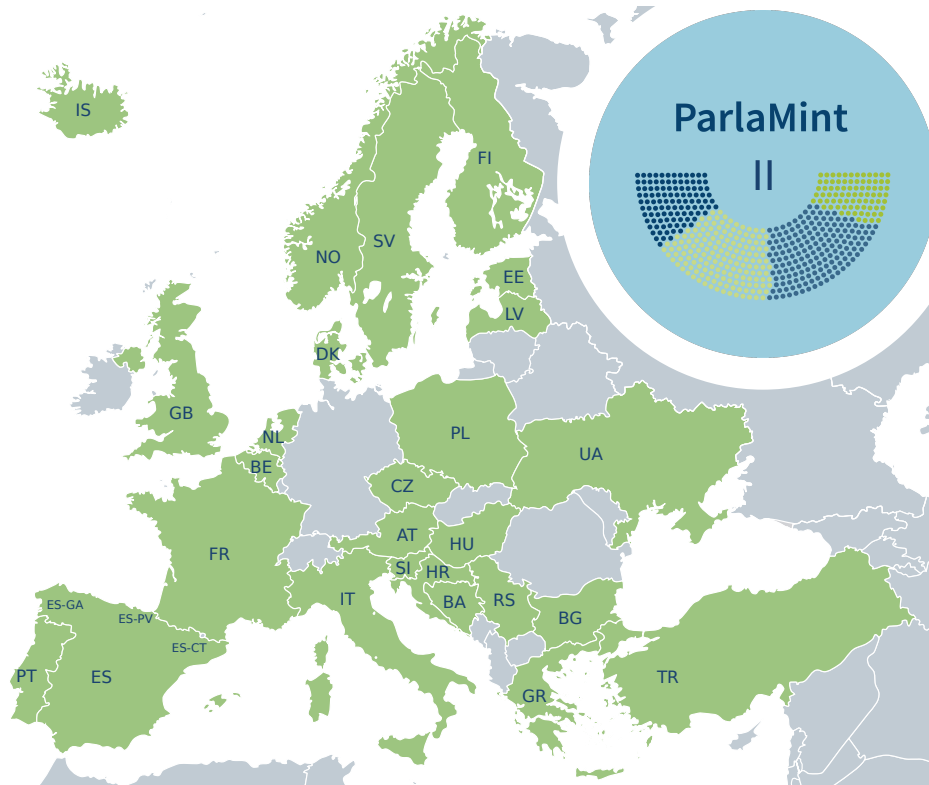 ParlaMint
II
IS
FI
SV
NO
EE
LV
DK
GB
NL
PL
UA
BE
CZ
AT
HU
FR
SI
HR
IT
BA
RS
ES-GA
ES-PV
BG
ES-CT
PT
ES
TR
GR